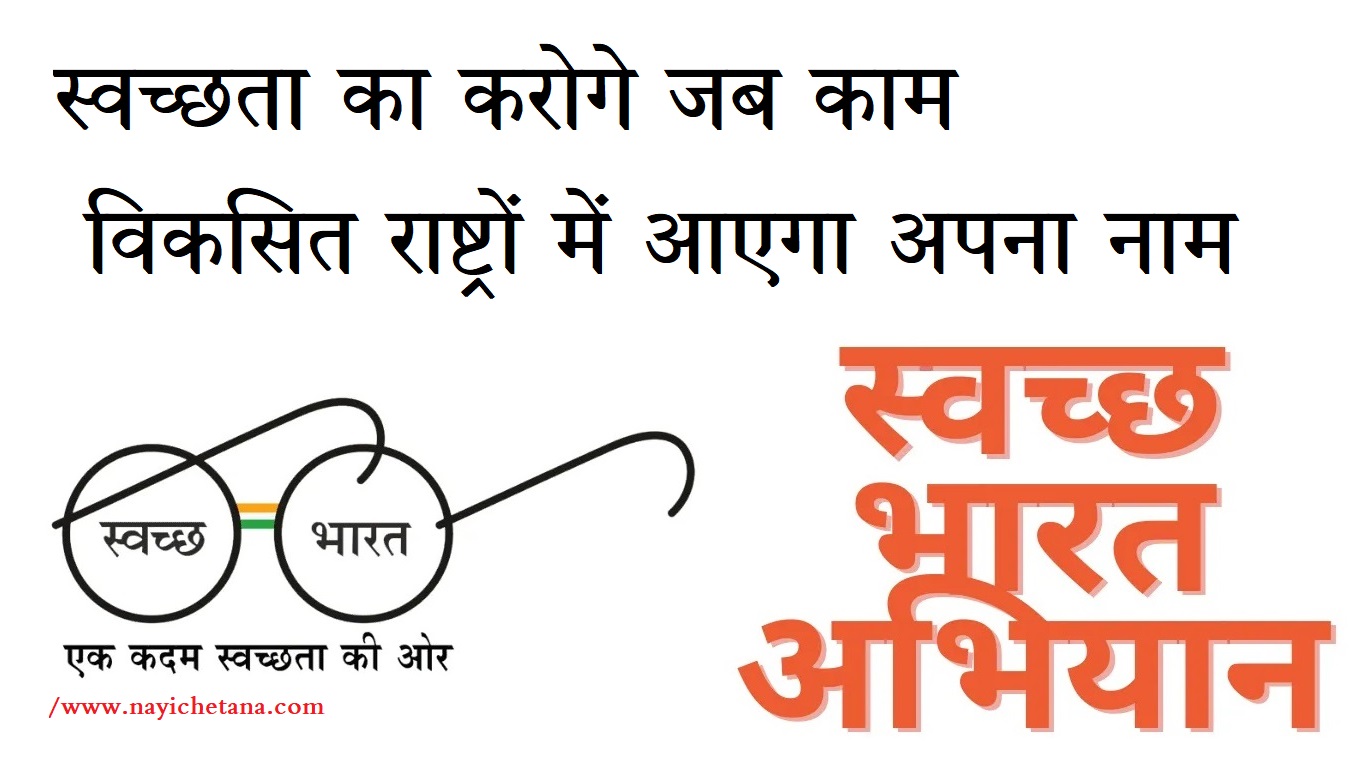 स्वच्छता का करोगे जब काम
विकसित राष्ट्रों में आएगा अपना नाम
स्वच्छ भारत
एक कदम स्वच्छता की ओर
/www.nayichetana.com
स्वच्छ
भारत
अभियान